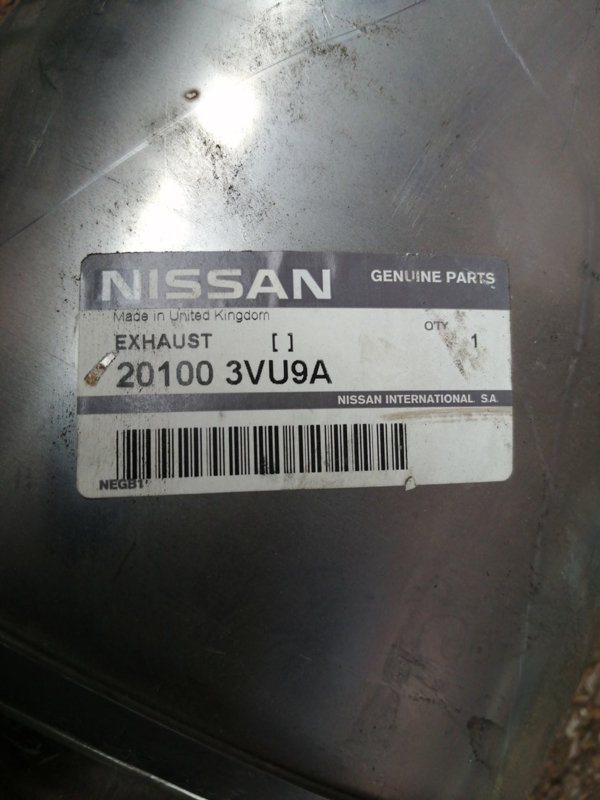 NISSAN GENUINE PARTS
Made in United Kingdom
EXHAUST [ ] QTY 1
20100 3VU9A
NISSAN INTERNATIONAL S.A.
NEGB1